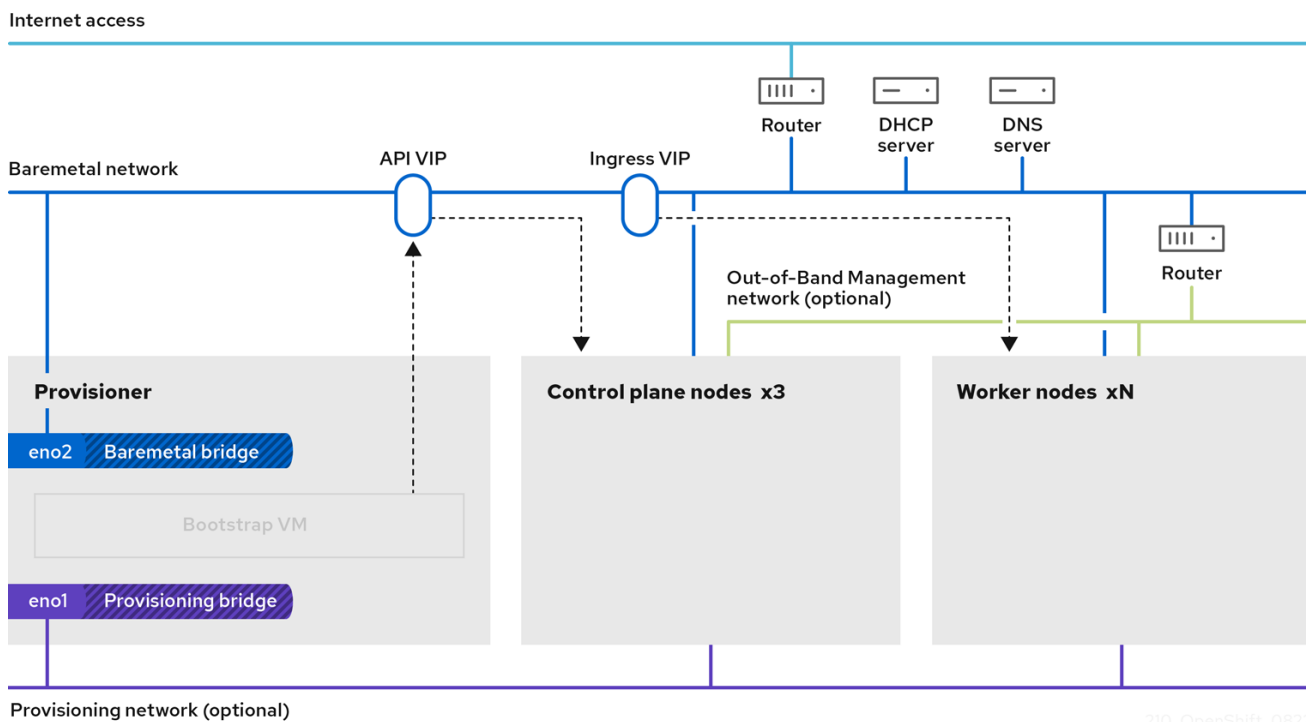 Internet access
Router
DHCP
server
DNS
server
Baremetal network
API VIP
Ingress VIP
Router
Out-of-Band Management
network (optional)
Provisioner
Control plane nodes x3
Worker nodes xN
eno2
Baremetal bridge
Bootstrap VM
eno1
Provisioning bridge
Provisioning network (optional)